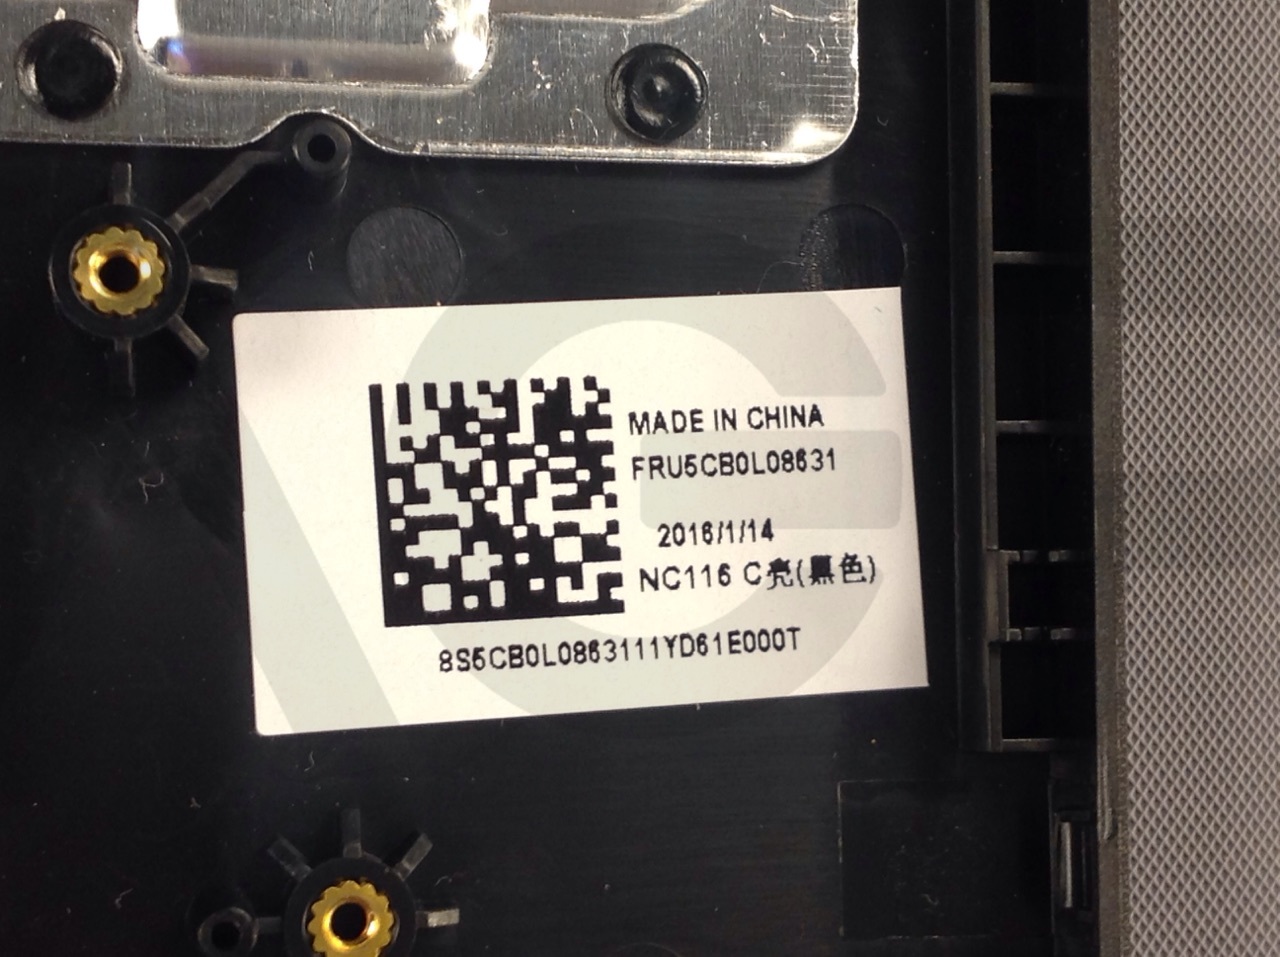 MADE IN CHINA
FRU5CB0L08631
2016/1/14
NC116 C壳(黑色)
8S5CB0L0863111YD61E000T